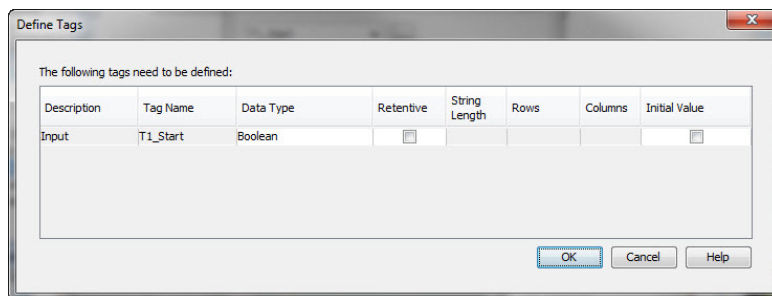 Define Tags
The following tags need to be defined:
Description Tag Name Data Type Retentive String Length Rows Columns Initial Value
Input T1_Start Boolean
OK Cancel Help